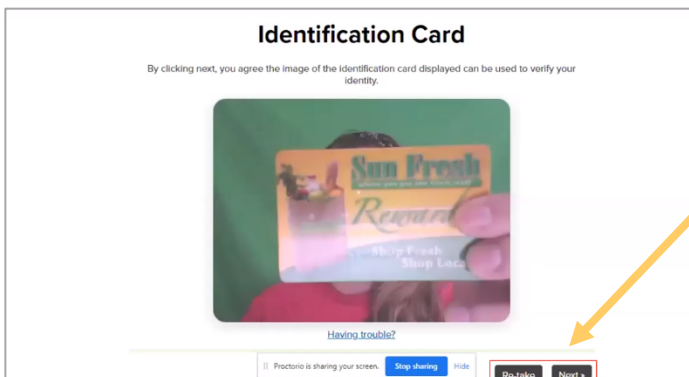 Identification Card
By clicking next, you agree the image of the identification card displayed can be used to verify your
identity.
Sun Fresh
Reward
Shop Fresh
Shop Loca
Having trouble?
Proctorio is sharing your screen. Stop sharing Hide
Re-take Next »